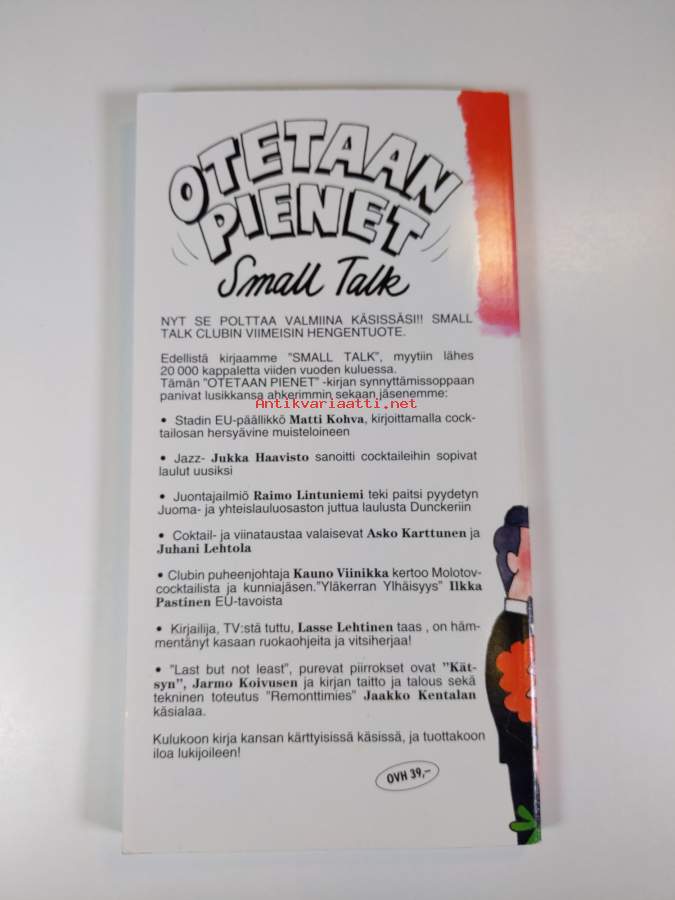 OTETAAN
PIENET
Small Talk
NYT SE POLTTAA VALMIINA KÄSISSÄSI!! SMALL
TALK CLUBIN VIIMEISIN HENGENTUOTE.
Edellistä kirjaamme "SMALL TALK", myytiin lähes
20 000 kappaletta viiden vuoden kuluessa.
Tämän "OTETAAN PIENET" -kirjan synnyttämissoppaan
panivat lusikkansa ahkerimmin sekaan jäsenemme:
Antikvariaatti.net
• Stadin EU-päällikkö Matti Kohva, kirjoittamalla cock-
tailosan hersyävine muisteloineen
• Jazz- Jukka Haavisto sanoitti cocktaileihin sopivat
laulut uusiksi
• Juontajailmiö Raimo Lintuniemi teki paitsi pyydetyn
Juoma- ja yhteislauluosaston juttua laulusta Dunckeriin
• Coktail- ja viinataustaa valaisevat Asko Karttunen ja
Juhani Lehtola
• Clubin puheenjohtaja Kauno Viinikka kertoo Molotov-
cocktailista ja kunniajäsen."Yläkerran Ylhäisyys" Ilkka
Pastinen EU-tavoista
• Kirjailija, TV:stä tuttu, Lasse Lehtinen taas , on häm-
mentänyt kasaan ruokaohjeita ja vitsiherjaa!
• "Last but not least", purevat piirrokset ovat "Kät-
syn", Jarmo Koivusen ja kirjan taitto ja talous sekä
tekninen toteutus "Remonttimies" Jaakko Kentalan
käsialaa.
Kulukoon kirja kansan kärttyisissä käsissä, ja tuottakoon
iloa lukijoileen!
OVH 39,-